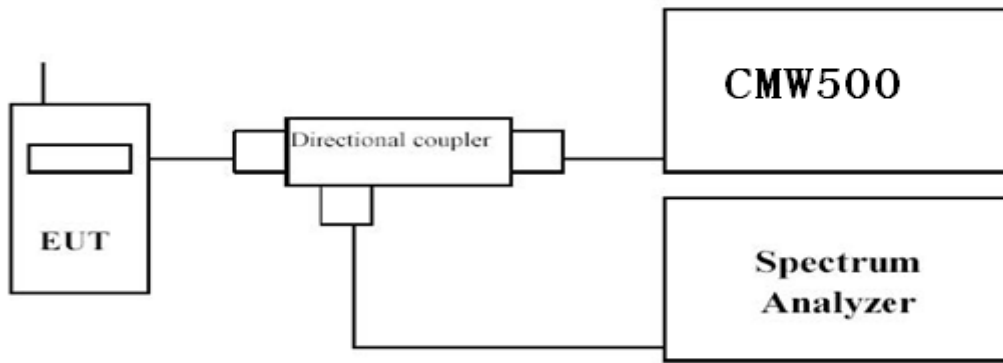 CMW500
Directional coupler
EUT
Spectrum
Analyzer